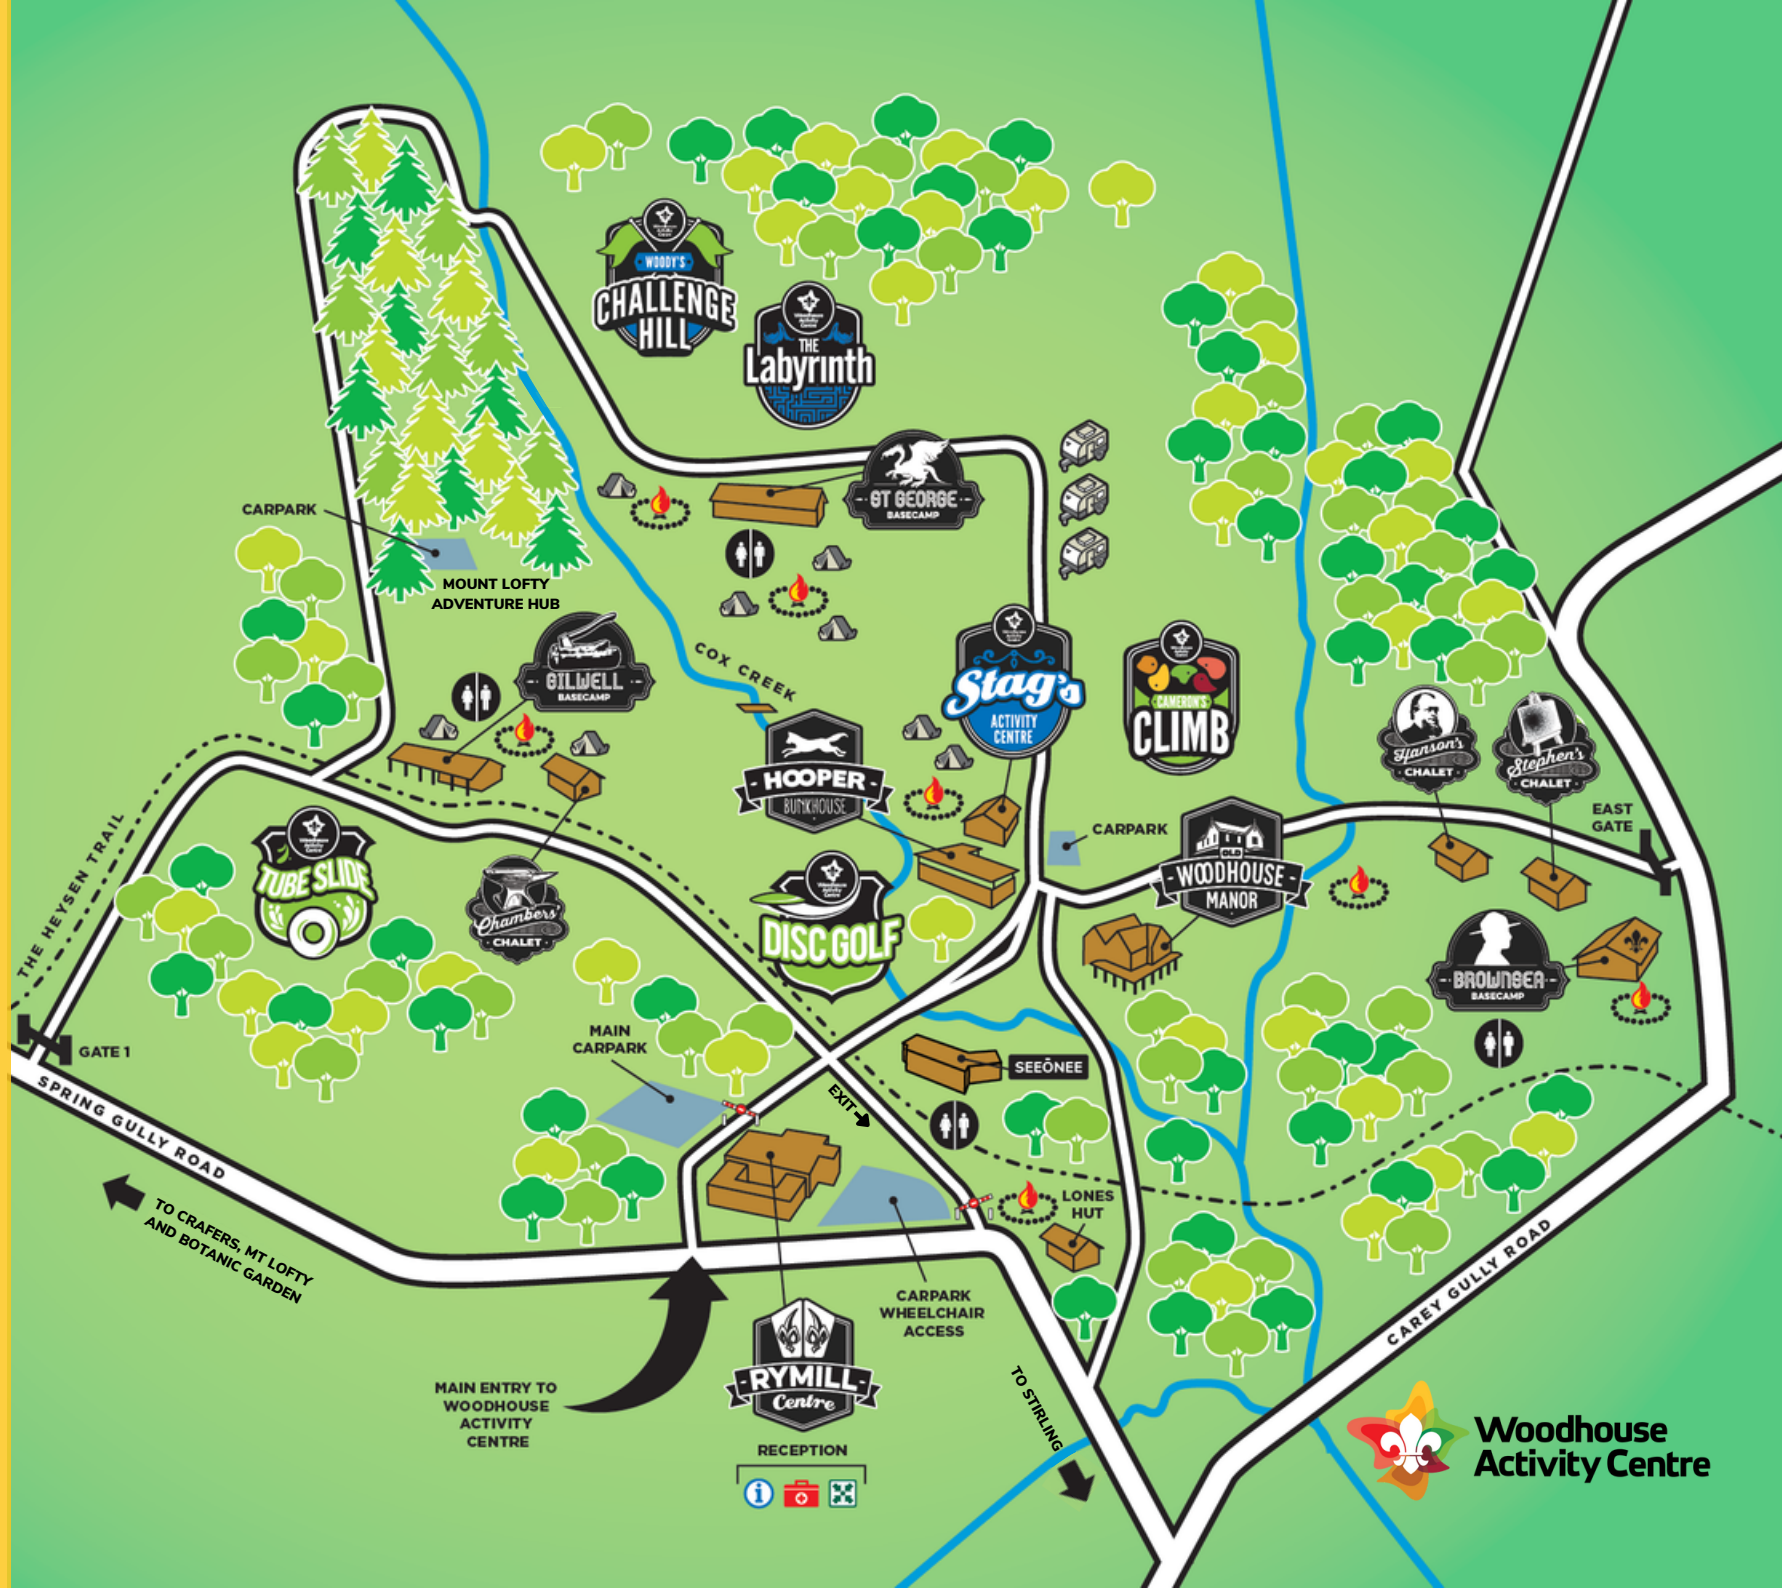 WOODY'S
CHALLENGE
HILL
THE
Labyrinth
ST GEORGE
BASECAMP
CARPARK
MOUNT LOFTY
ADVENTURE HUB
GILWELL
BASECAMP
COX CREEK
Stag's
ACTIVITY
CENTRE
CAMERON'S
CLIMB
Hanson's
CHALET
Stephen's
CHALET
HOOPER
BUNKHOUSE
EAST
GATE
CARPARK
OLD
WOODHOUSE
MANOR
THE HEYSEN TRAIL
TUBE SLIDE
Chambers'
CHALET
DISC GOLF
BROWNSEA
BASECAMP
MAIN
CARPARK
GATE 1
SEEŌNEE
EXIT
SPRING GULLY ROAD
LONES
HUT
TO CRAFERS, MT LOFTY
AND BOTANIC GARDEN
CAREY GULLY ROAD
CARPARK
WHEELCHAIR
ACCESS
RYMILL
Centre
MAIN ENTRY TO
WOODHOUSE
ACTIVITY
CENTRE
TO STIRLING
RECEPTION
i
Woodhouse
Activity Centre